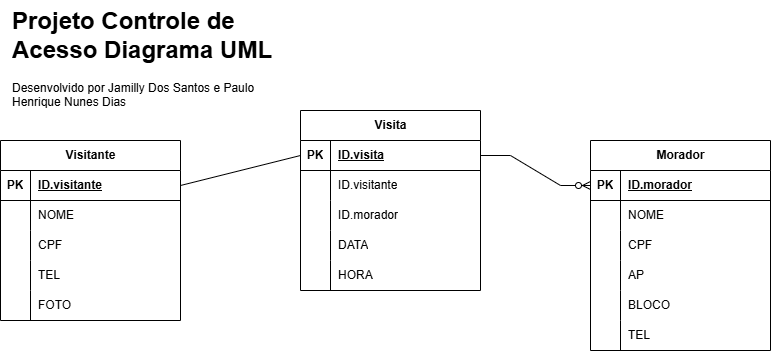 Projeto Controle de
Acesso Diagrama UML
Desenvolvido por Jamilly Dos Santos e Paulo
Henrique Nunes Dias
Visitante
PK ID.visitante
NOME
CPF
TEL
FOTO
Visita
PK ID.visita
ID.visitante
ID.morador
DATA
HORA
Morador
PK ID.morador
NOME
CPF
AP
BLOCO
TEL